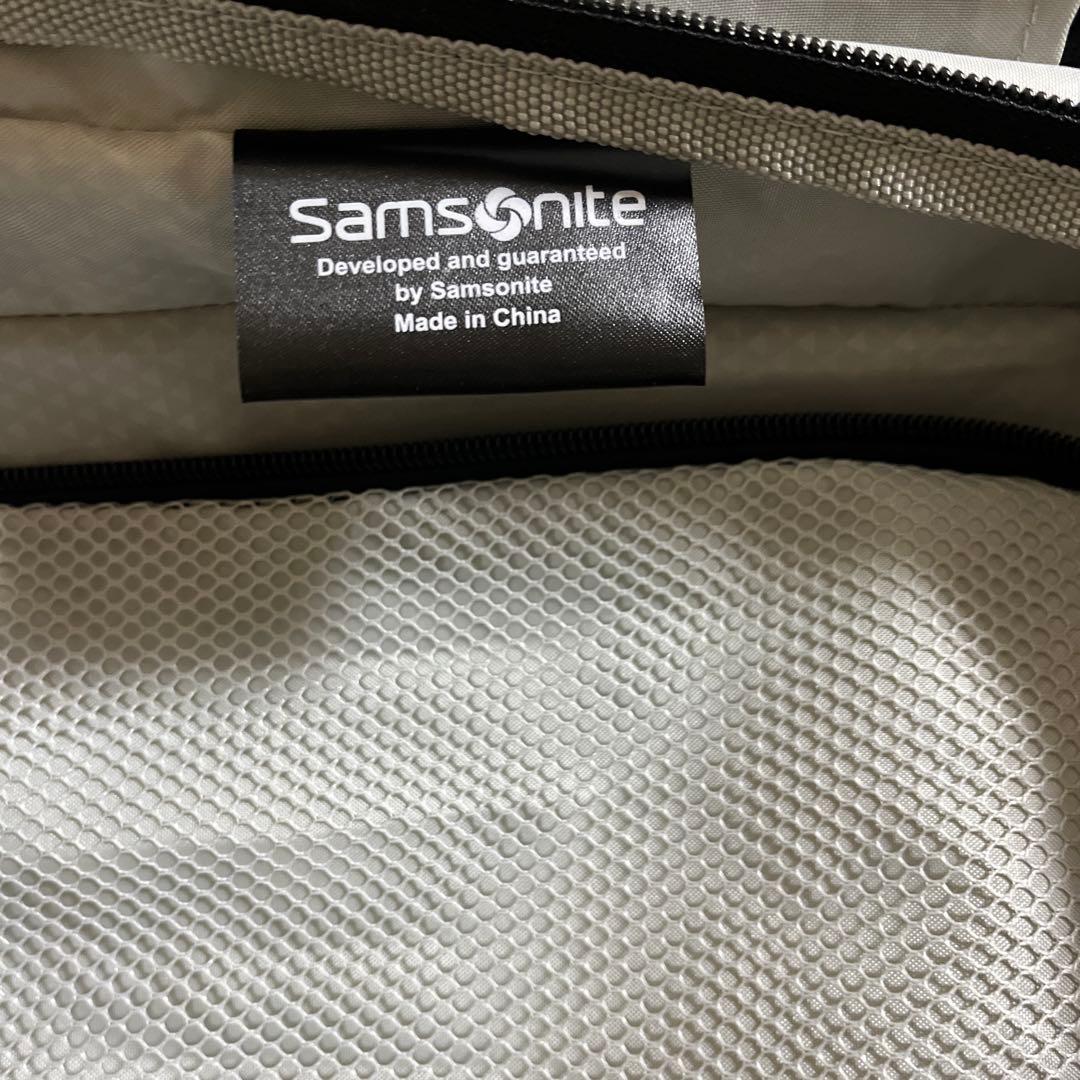 Samsonite
Developed and guaranteed
by Samsonite
Made in China